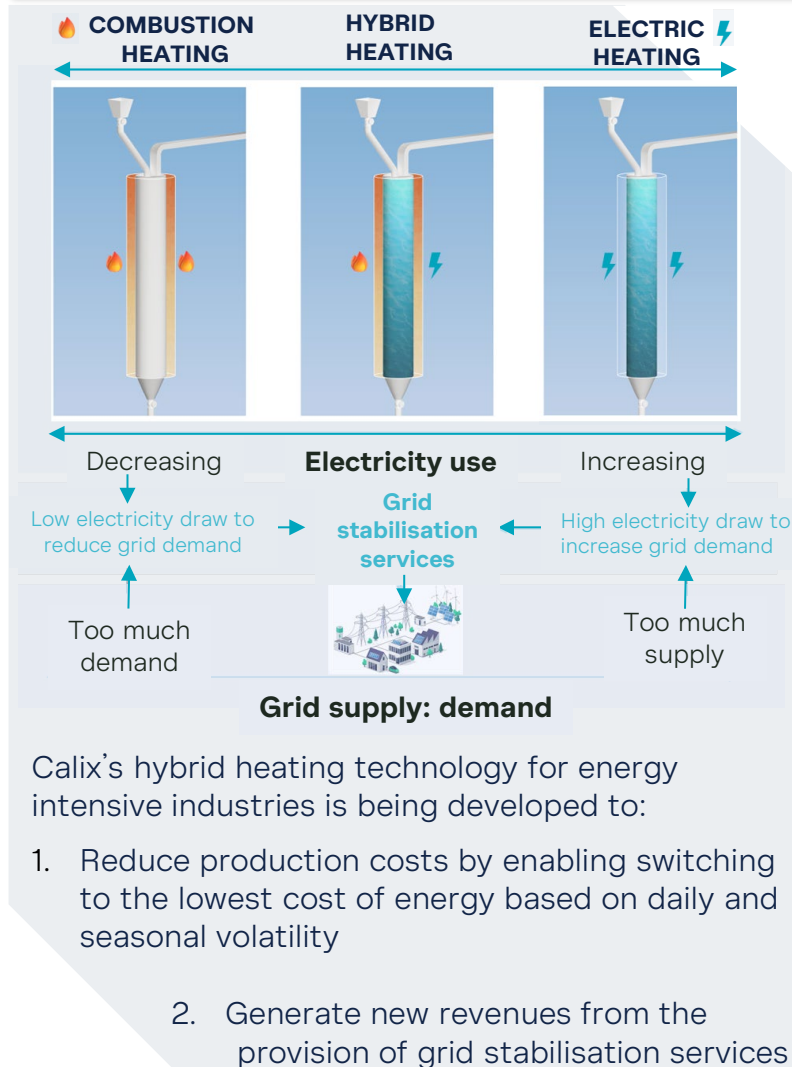 COMBUSTION HEATING
HYBRID HEATING
ELECTRIC HEATING
Decreasing
Electricity use
Increasing
Low electricity draw to
reduce grid demand
Grid
stabilisation
services
High electricity draw to
increase grid demand
Too much
demand
Too much
supply
Grid supply: demand
Calix's hybrid heating technology for energy
intensive industries is being developed to:
1. Reduce production costs by enabling switching
to the lowest cost of energy based on daily and
seasonal volatility
2. Generate new revenues from the
provision of grid stabilisation services